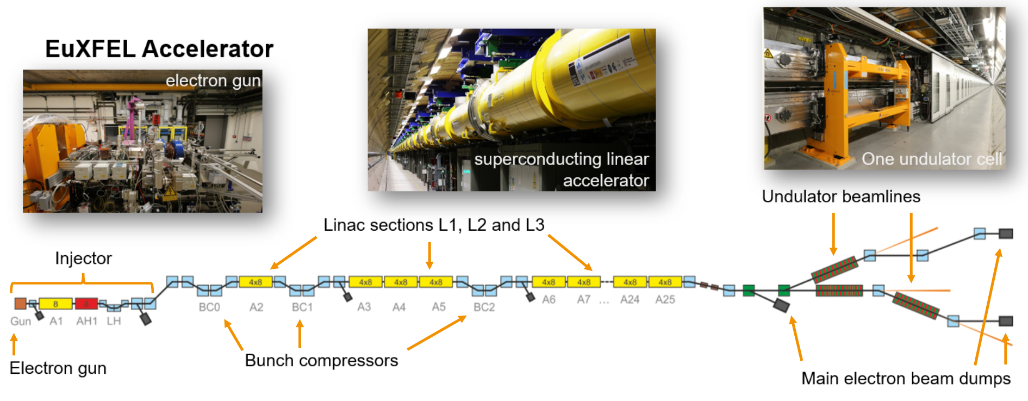 EuXFEL Accelerator
electron gun
superconducting linear
accelerator
One undulator cell
Undulator beamlines
Linac sections L1, L2 and L3
Injector
8
4x8
4x8
4x8
4x8
4x8
4x8
4x8
4x8
Gun
A1
AH1
LH
BC0
A2
BC1
A3
A4
A5
BC2
A6
A7
...
A24
A25
Electron gun
Bunch compressors
Main electron beam dumps